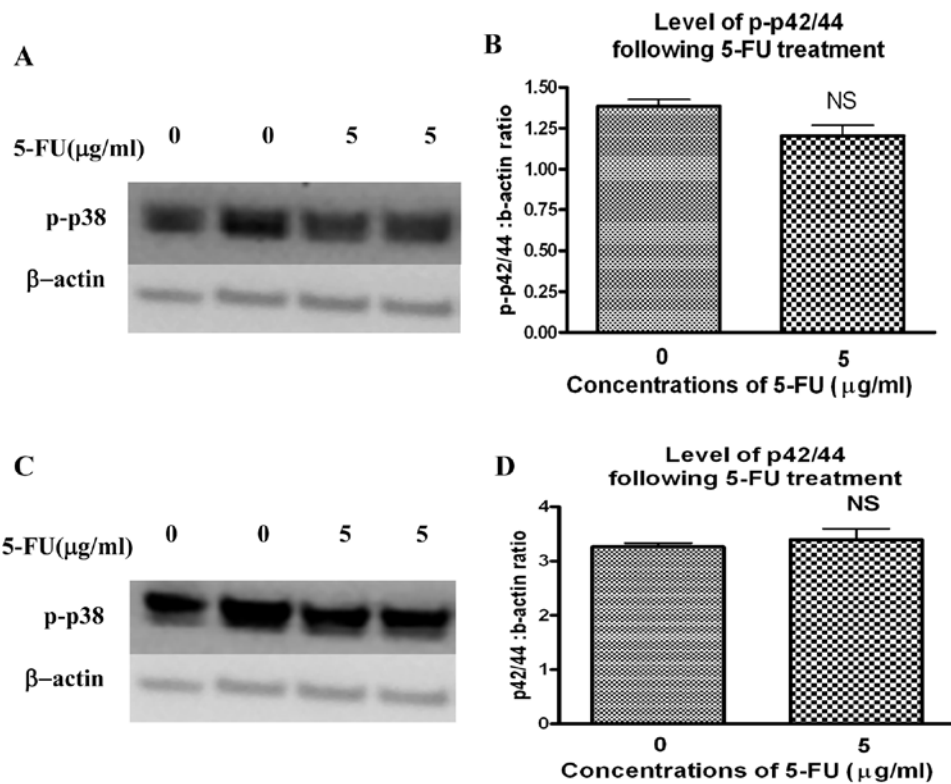 A
5-FU(μg/ml) 0 0 5 5
p-p38
β–actin
B
Level of p-p42/44
following 5-FU treatment
p-p42/44 :b-actin ratio
1.50
1.25
1.00
0.75
0.50
0.25
0.00
NS
0 5
Concentrations of 5-FU (μg/ml)
C
5-FU(μg/ml) 0 0 5 5
p-p38
β–actin
D
Level of p42/44
following 5-FU treatment
p42/44 :b-actin ratio
4
3
2
1
0
NS
0 5
Concentrations of 5-FU (μg/ml)